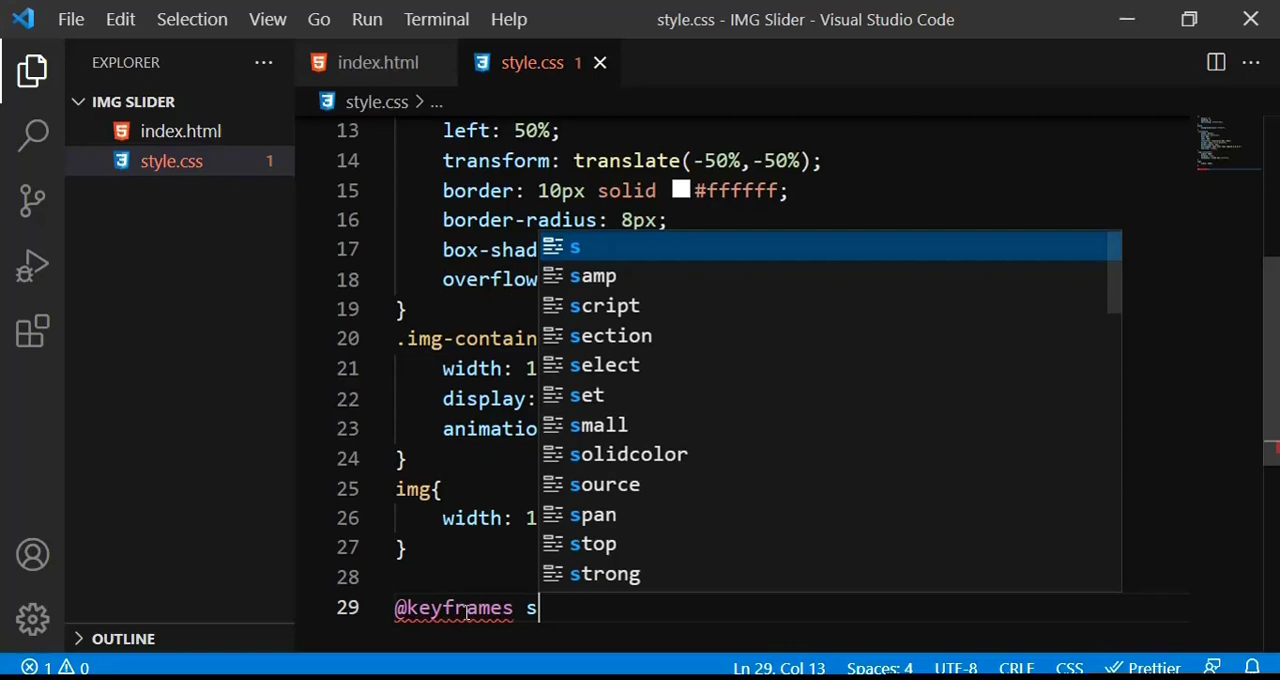 File Edit Selection View Go Run Terminal Help style.css - IMG Slider - Visual Studio Code
EXPLORER
index.html
style.css 1
IMG SLIDER
style.css > ...
index.html
style.css 1
13 left: 50%;
14 transform: translate(-50%,-50%);
15 border: 10px solid #ffffff;
16 border-radius: 8px;
17 box-shad
18 overflow
19 }
20 .img-contain
21 width: 1
22 display:
23 animatio
24 }
25 img{
26 width: 1
27 }
28
29 @keyframes s
s
samp
script
section
select
set
small
solidcolor
source
span
stop
strong
OUTLINE
1 0 Ln 29, Col 13 Spaces: 4 UTF-8 CRLF CSS Prettier